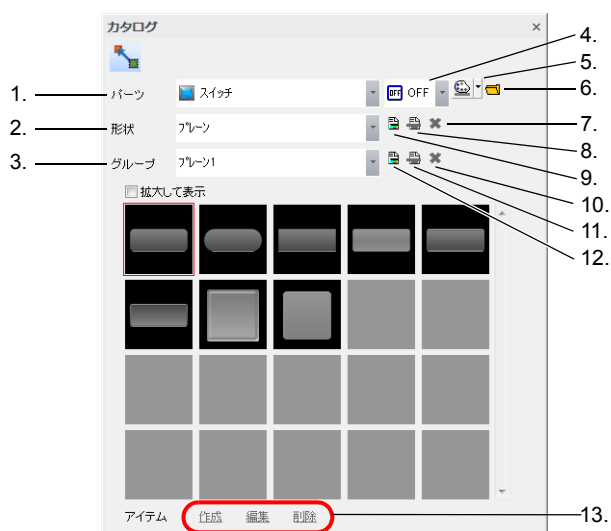 カタログ
4.
5.
1. パーツ スイッチ OFF OFF 6.
2. 形状 プレーン 7.
8.
3. グループ プレーン1 9.
10.
拡大して表示 11.
12.
アイテム 作成 編集 削除 13.